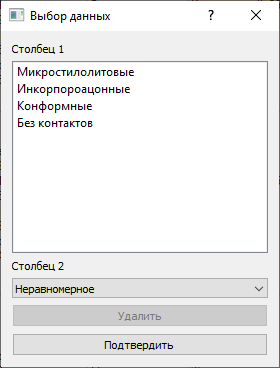 Выбор данных
Столбец 1
Микростилолитовые
Инкорпороацонные
Конформные
Без контактов
Столбец 2
Неравномерное
Удалить
Подтвердить